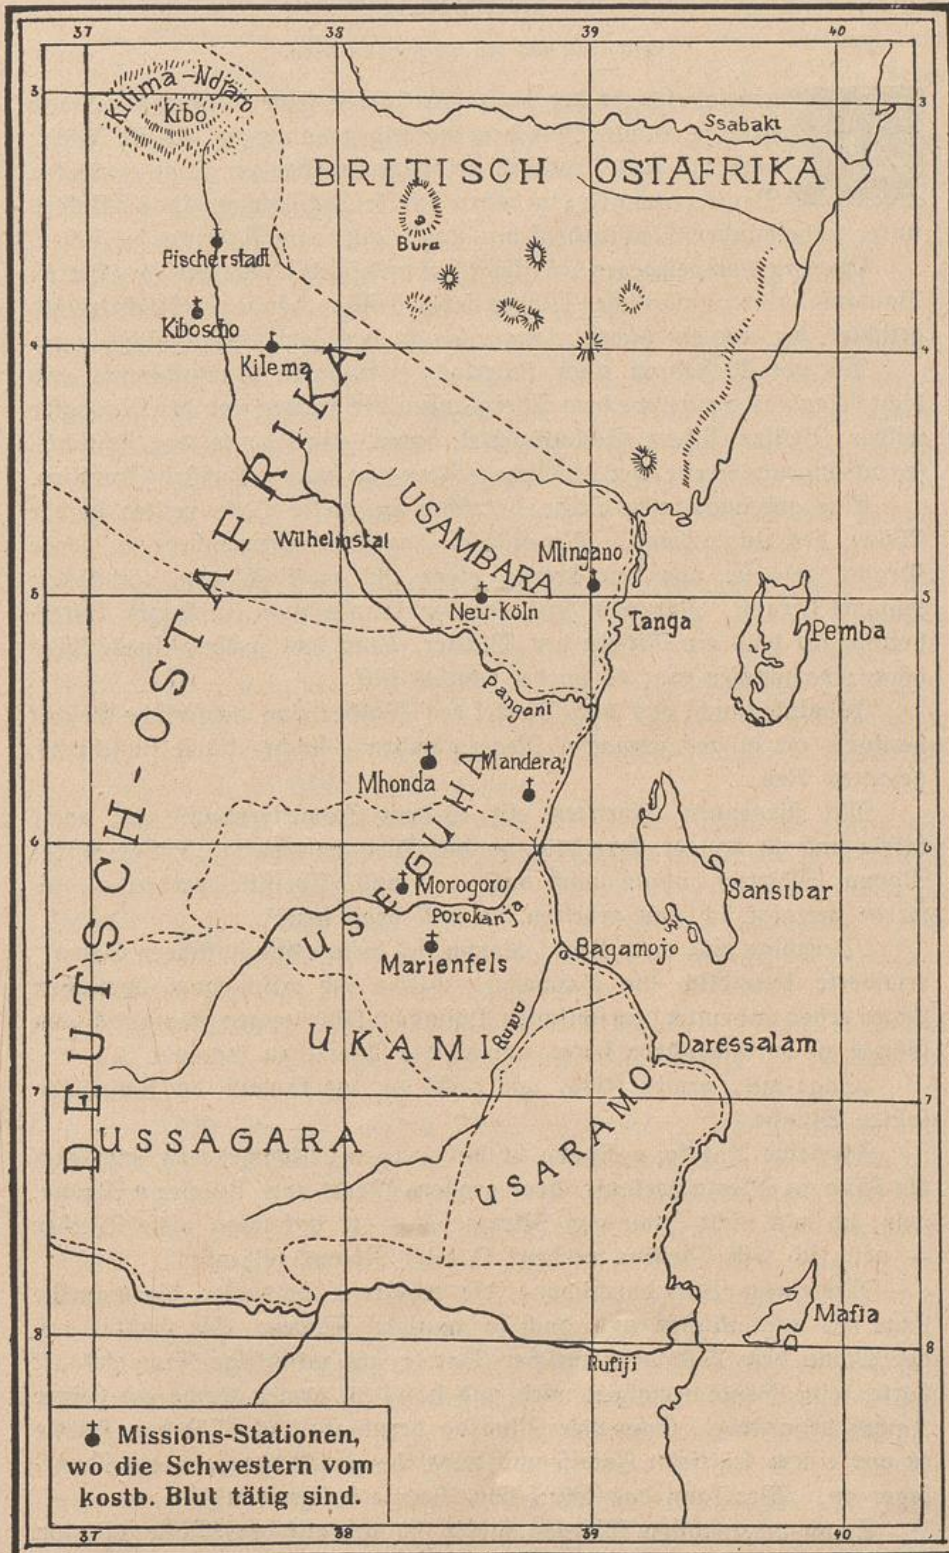 37 38 39 40
3 3
Kilima-Ndjaro
Kibo
Ssabaki
BRITISCH OSTAFRIKA
Bura
Fischerstadt
Kiboscho
4 4
Kilema
DEUTSCH-OSTAFRIKA
USAMBARA
Wilhelmstal
Mlingano
5 5
Neu-Köln
Tanga
Pemba
Pangani
Mhonda
Mandera
USEGUHA
6 6
Morogoro
Sansibar
Porokanja
Marienfels
Bagamojo
UKAMI
Ruwu
Daressalam
7 7
USSAGARA
USARAMO
Mafia
8 8
Rufiji
Missions-Stationen,
wo die Schwestern vom
kostb. Blut tätig sind.
37 38 39 40